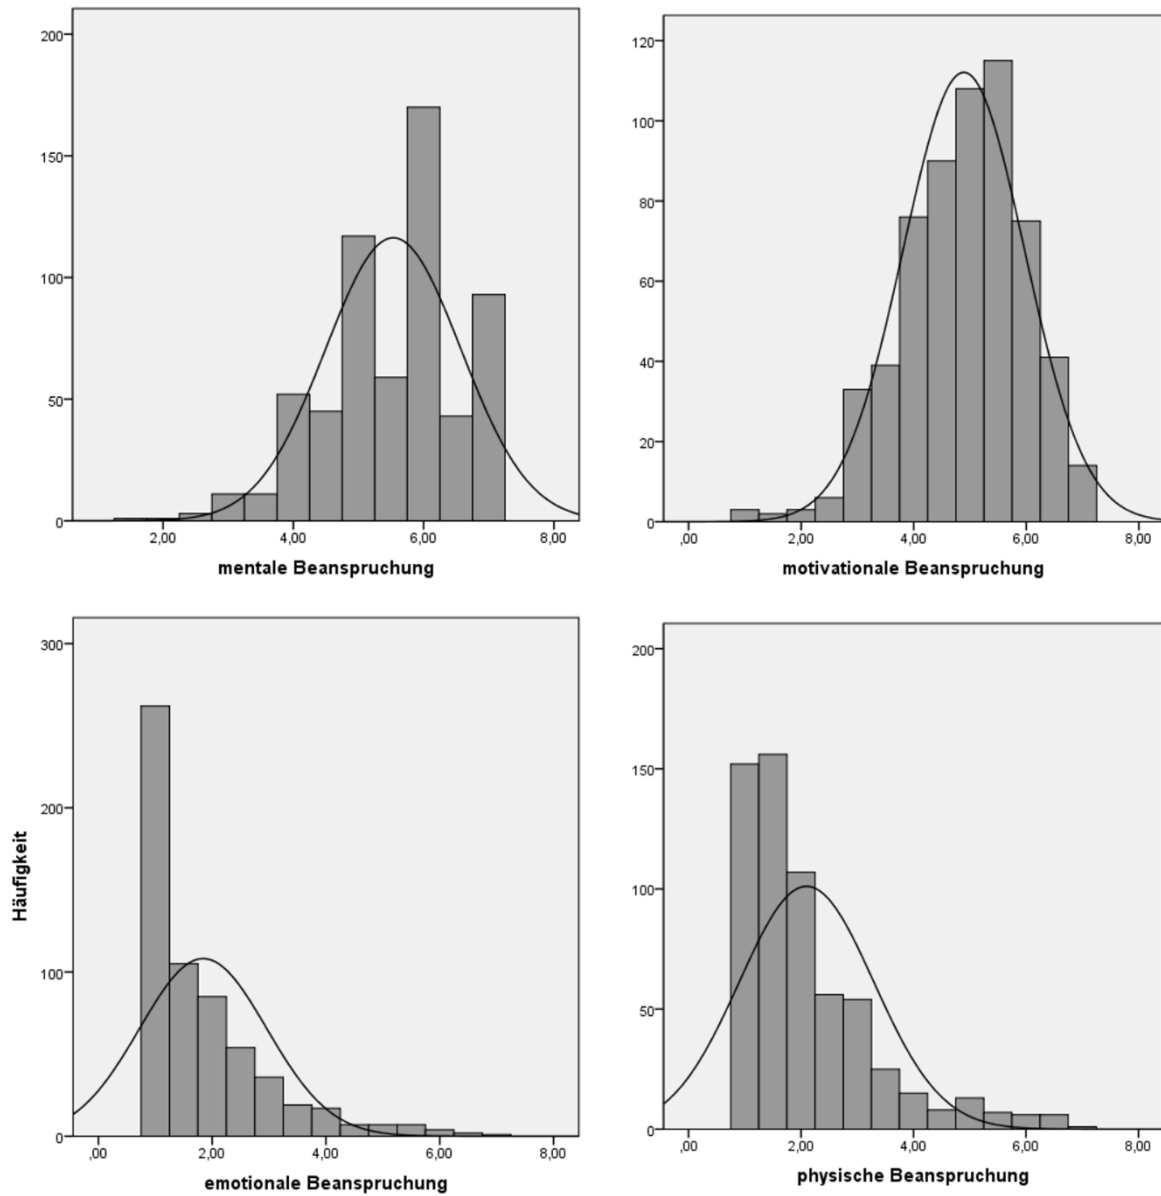 200
150
100
50
0
2,00 4,00 6,00 8,00
mentale Beanspruchung
120
100
80
60
40
20
0
,00 2,00 4,00 6,00 8,00
motivationale Beanspruchung
Häufigkeit
300
200
100
0
,00 2,00 4,00 6,00 8,00
emotionale Beanspruchung
200
150
100
50
0
,00 2,00 4,00 6,00 8,00
physische Beanspruchung